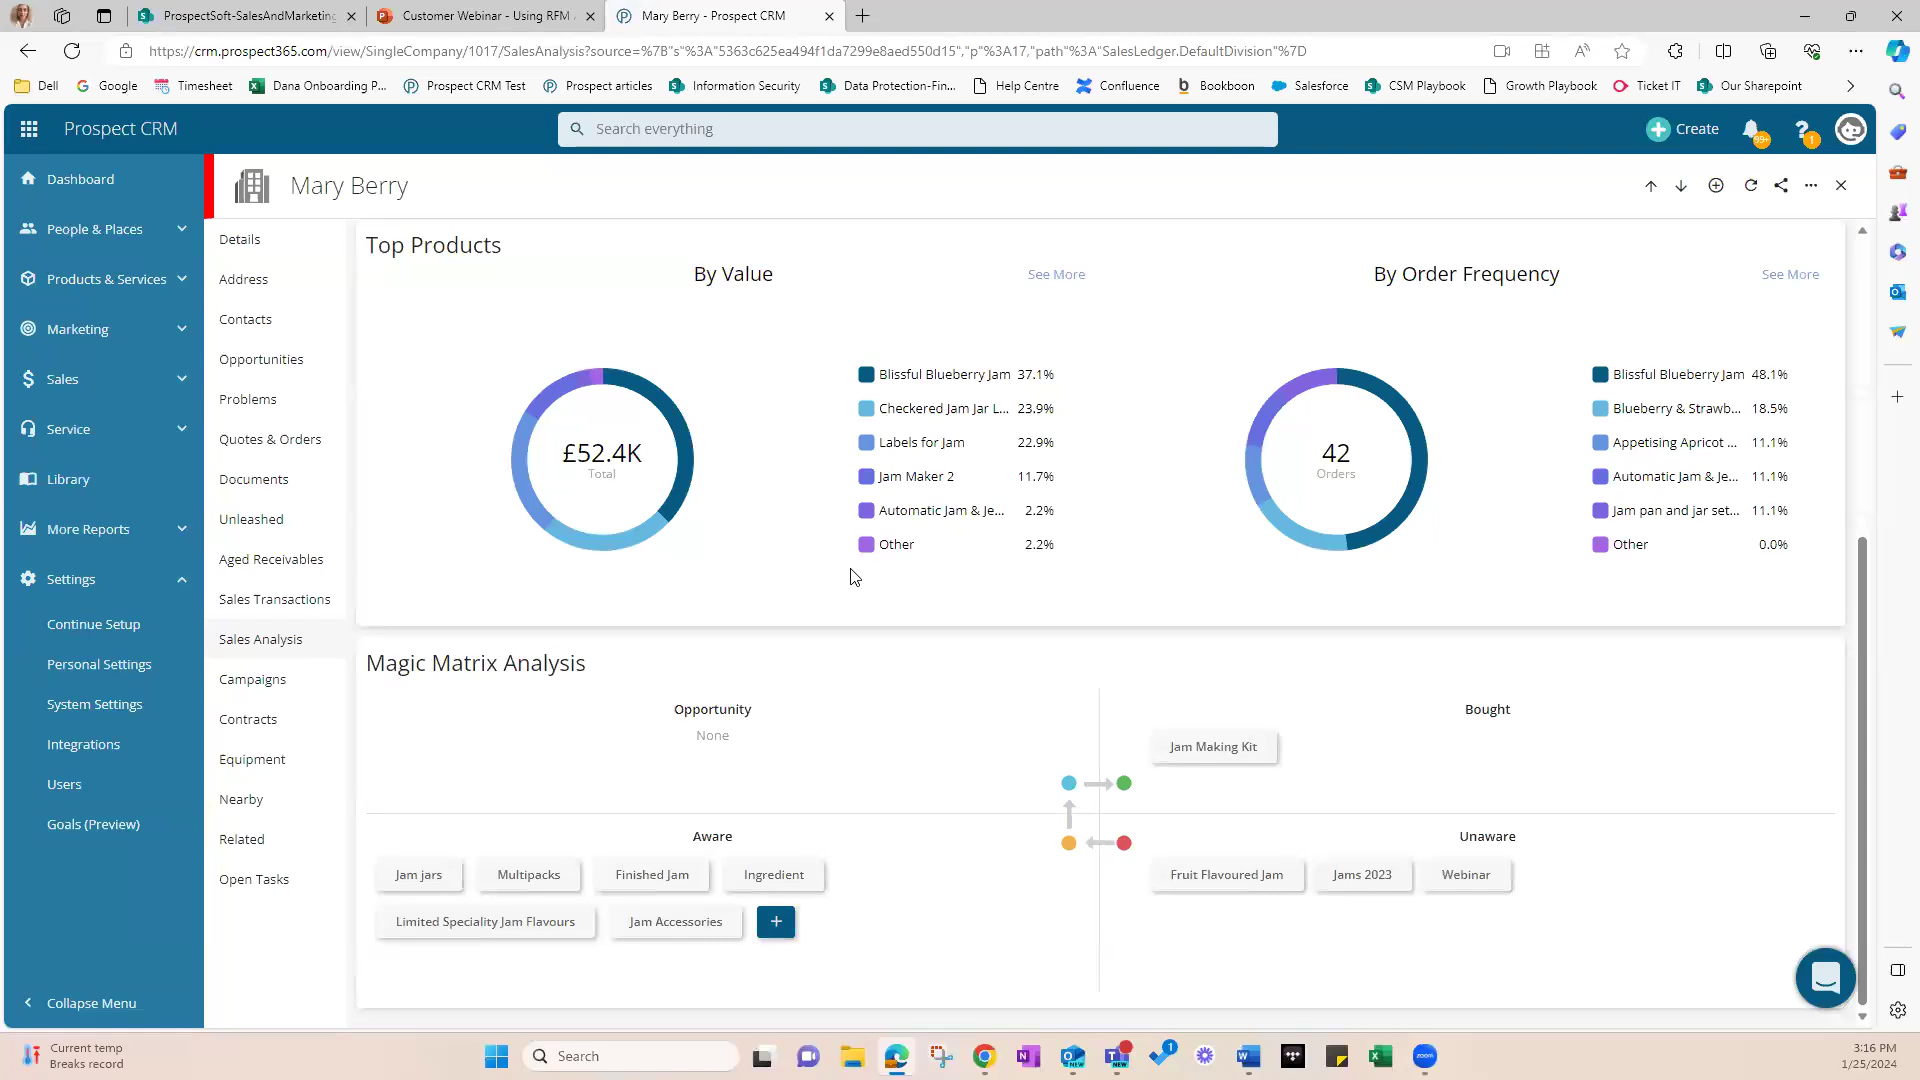 ProspectSoft-SalesAndMarketing
Customer Webinar - Using RFM
Mary Berry - Prospect CRM
https://crm.prospect365.com/view/SingleCompany/1017/SalesAnalysis?source=%7B"s"%3A"5363c625ea494f1da7299e8aed550d15","p"%3A17,"path"%3A"SalesLedger.DefaultDivision"%7D
Dell
Google
Timesheet
Dana Onboarding P...
Prospect CRM Test
Prospect articles
Information Security
Data Protection-Fin...
Help Centre
Confluence
Bookboon
Salesforce
CSM Playbook
Growth Playbook
Ticket IT
Our Sharepoint
Prospect CRM
Search everything
Create
99+
1
Dashboard
People & Places
Products & Services
Marketing
Sales
Service
Library
More Reports
Settings
Continue Setup
Personal Settings
System Settings
Integrations
Users
Goals (Preview)
Collapse Menu
Mary Berry
Details
Address
Contacts
Opportunities
Problems
Quotes & Orders
Documents
Unleashed
Aged Receivables
Sales Transactions
Sales Analysis
Campaigns
Contracts
Equipment
Nearby
Related
Open Tasks
Top Products
By Value
See More
£52.4K
Total
Blissful Blueberry Jam 37.1%
Checkered Jam Jar L... 23.9%
Labels for Jam 22.9%
Jam Maker 2 11.7%
Automatic Jam & Je... 2.2%
Other 2.2%
By Order Frequency
See More
42
Orders
Blissful Blueberry Jam 48.1%
Blueberry & Strawb... 18.5%
Appetising Apricot ... 11.1%
Automatic Jam & Je... 11.1%
Jam pan and jar set... 11.1%
Other 0.0%
Magic Matrix Analysis
Opportunity
None
Bought
Jam Making Kit
Aware
Jam jars
Multipacks
Finished Jam
Ingredient
Limited Speciality Jam Flavours
Jam Accessories
+
Unaware
Fruit Flavoured Jam
Jams 2023
Webinar
Current temp
Breaks record
Search
NEW
NEW
1
zoom
3:16 PM
1/25/2024